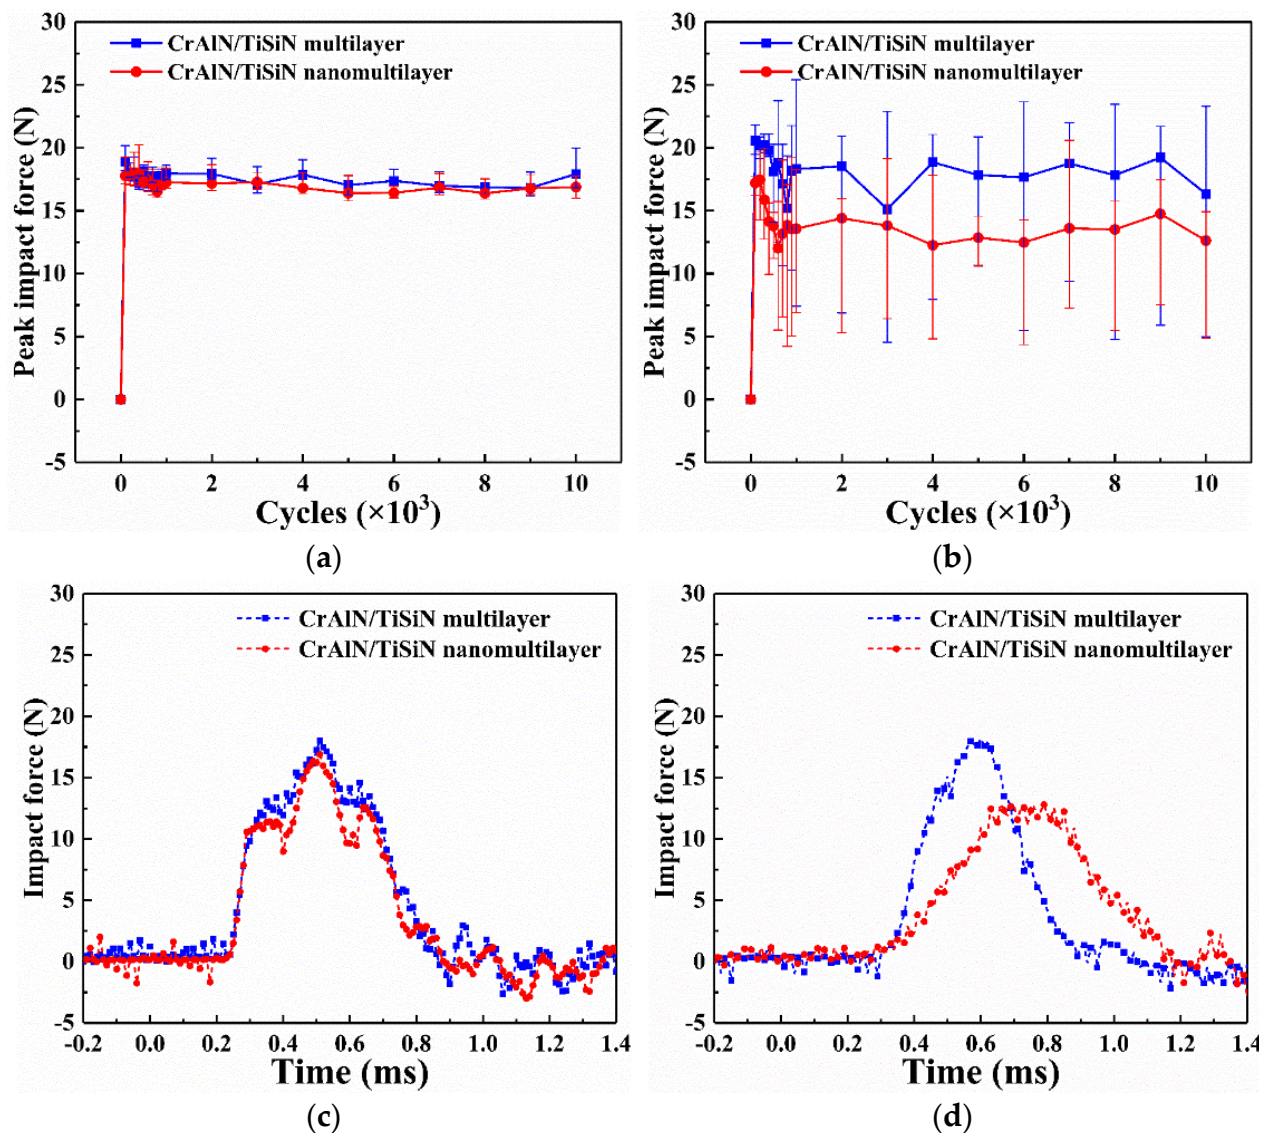 30
25
20
15
10
5
0
-5
Peak impact force (N)
CrAlN/TiSiN multilayer
CrAlN/TiSiN nanomultilayer
0 2 4 6 8 10
Cycles (×10³)
(a)
30
25
20
15
10
5
0
-5
Peak impact force (N)
CrAlN/TiSiN multilayer
CrAlN/TiSiN nanomultilayer
0 2 4 6 8 10
Cycles (×10³)
(b)
30
25
20
15
10
5
0
-5
Impact force (N)
CrAlN/TiSiN multilayer
CrAlN/TiSiN nanomultilayer
-0.2 0.0 0.2 0.4 0.6 0.8 1.0 1.2 1.4
Time (ms)
(c)
30
25
20
15
10
5
0
-5
Impact force (N)
CrAlN/TiSiN multilayer
CrAlN/TiSiN nanomultilayer
-0.2 0.0 0.2 0.4 0.6 0.8 1.0 1.2 1.4
Time (ms)
(d)